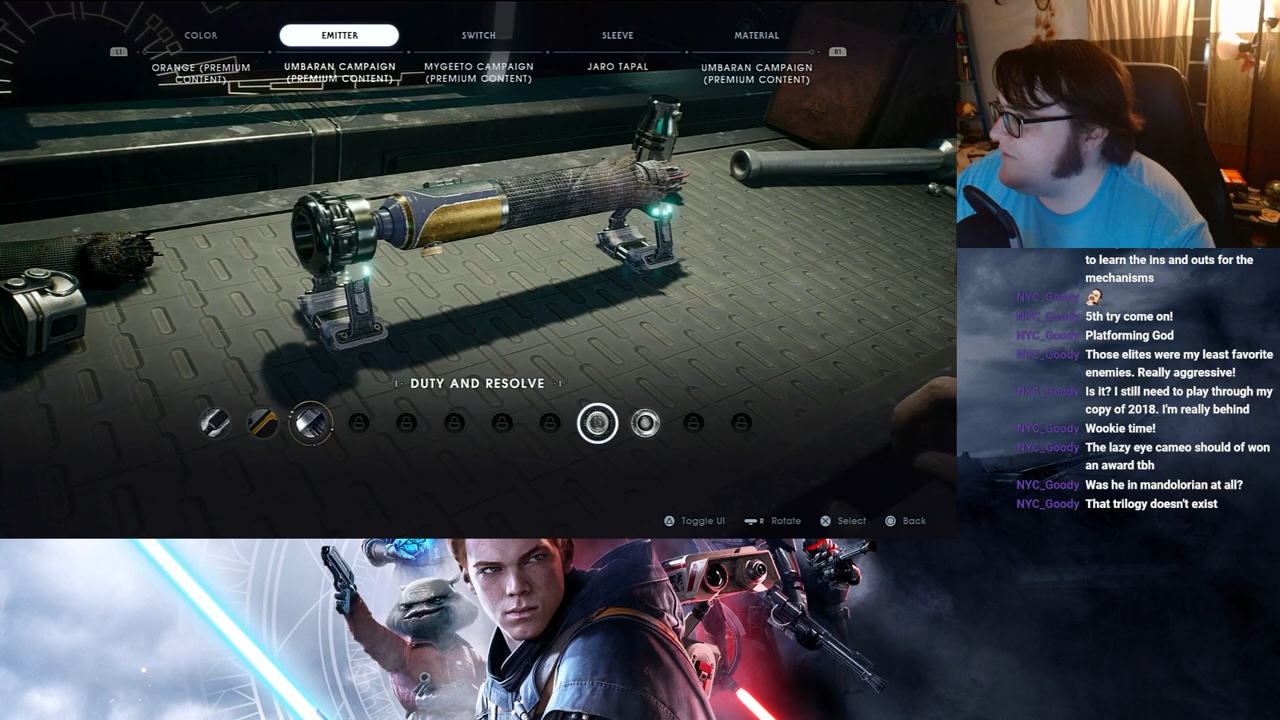 COLOR
EMITTER
SWITCH
SLEEVE
MATERIAL
L1
R1
ORANGE (PREMIUM
CONTENT)
UMBARAN CAMPAIGN
(PREMIUM CONTENT)
MYGEETO CAMPAIGN
(PREMIUM CONTENT)
JARO TAPAL
UMBARAN CAMPAIGN
(PREMIUM CONTENT)
DUTY AND RESOLVE
Toggle UI
R Rotate
Select
Back
to learn the ins and outs for the
mechanisms
NYC_Goody
NYC_Goody 5th try come on!
NYC_Goody Platforming God
NYC_Goody Those elites were my least favorite
enemies. Really aggressive!
NYC_Goody Is it? I still need to play through my
copy of 2018. I'm really behind
NYC_Goody Wookie time!
NYC_Goody The lazy eye cameo should of won
an award tbh
NYC_Goody Was he in mandolorian at all?
NYC_Goody That trilogy doesn't exist